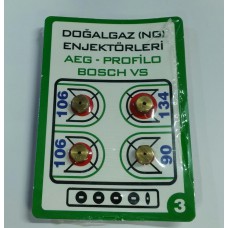 DOĞALGAZ (NG)
ENJEKTÖRLERİ
AEG - PROFİLO
BOSCH VS
106 134
106 90
3